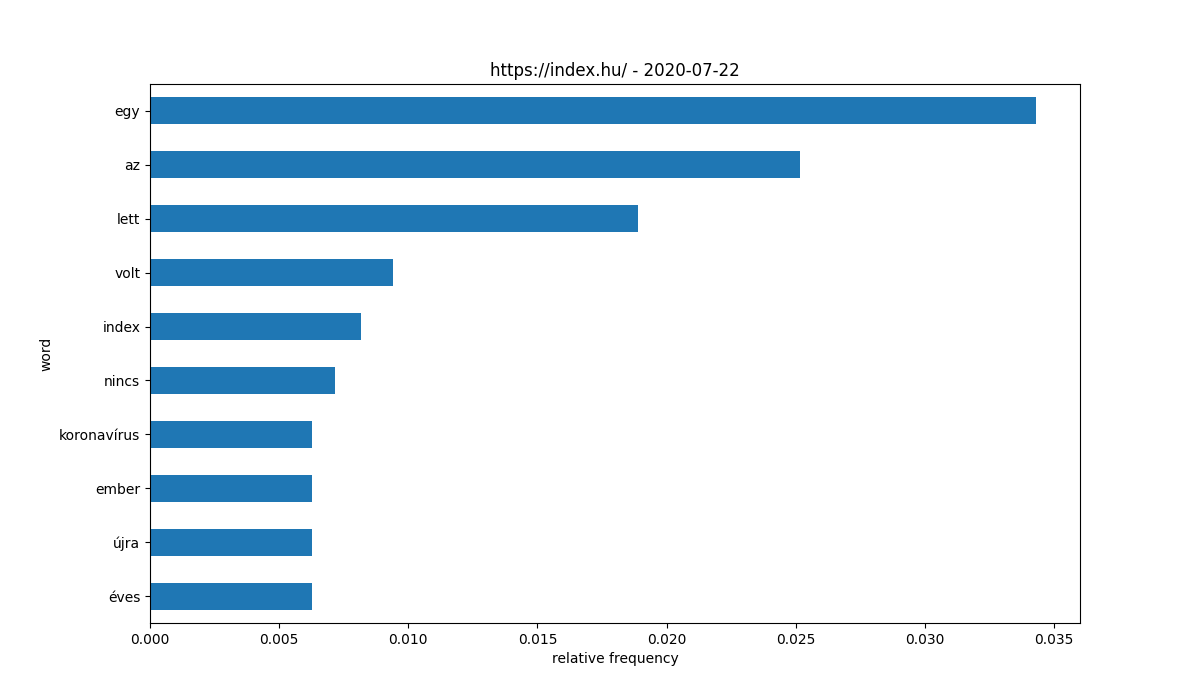 https://index.hu/ - 2020-07-22
egy
az
lett
volt
index
nincs
koronavírus
ember
újra
éves
word
0.000 0.005 0.010 0.015 0.020 0.025 0.030 0.035
relative frequency